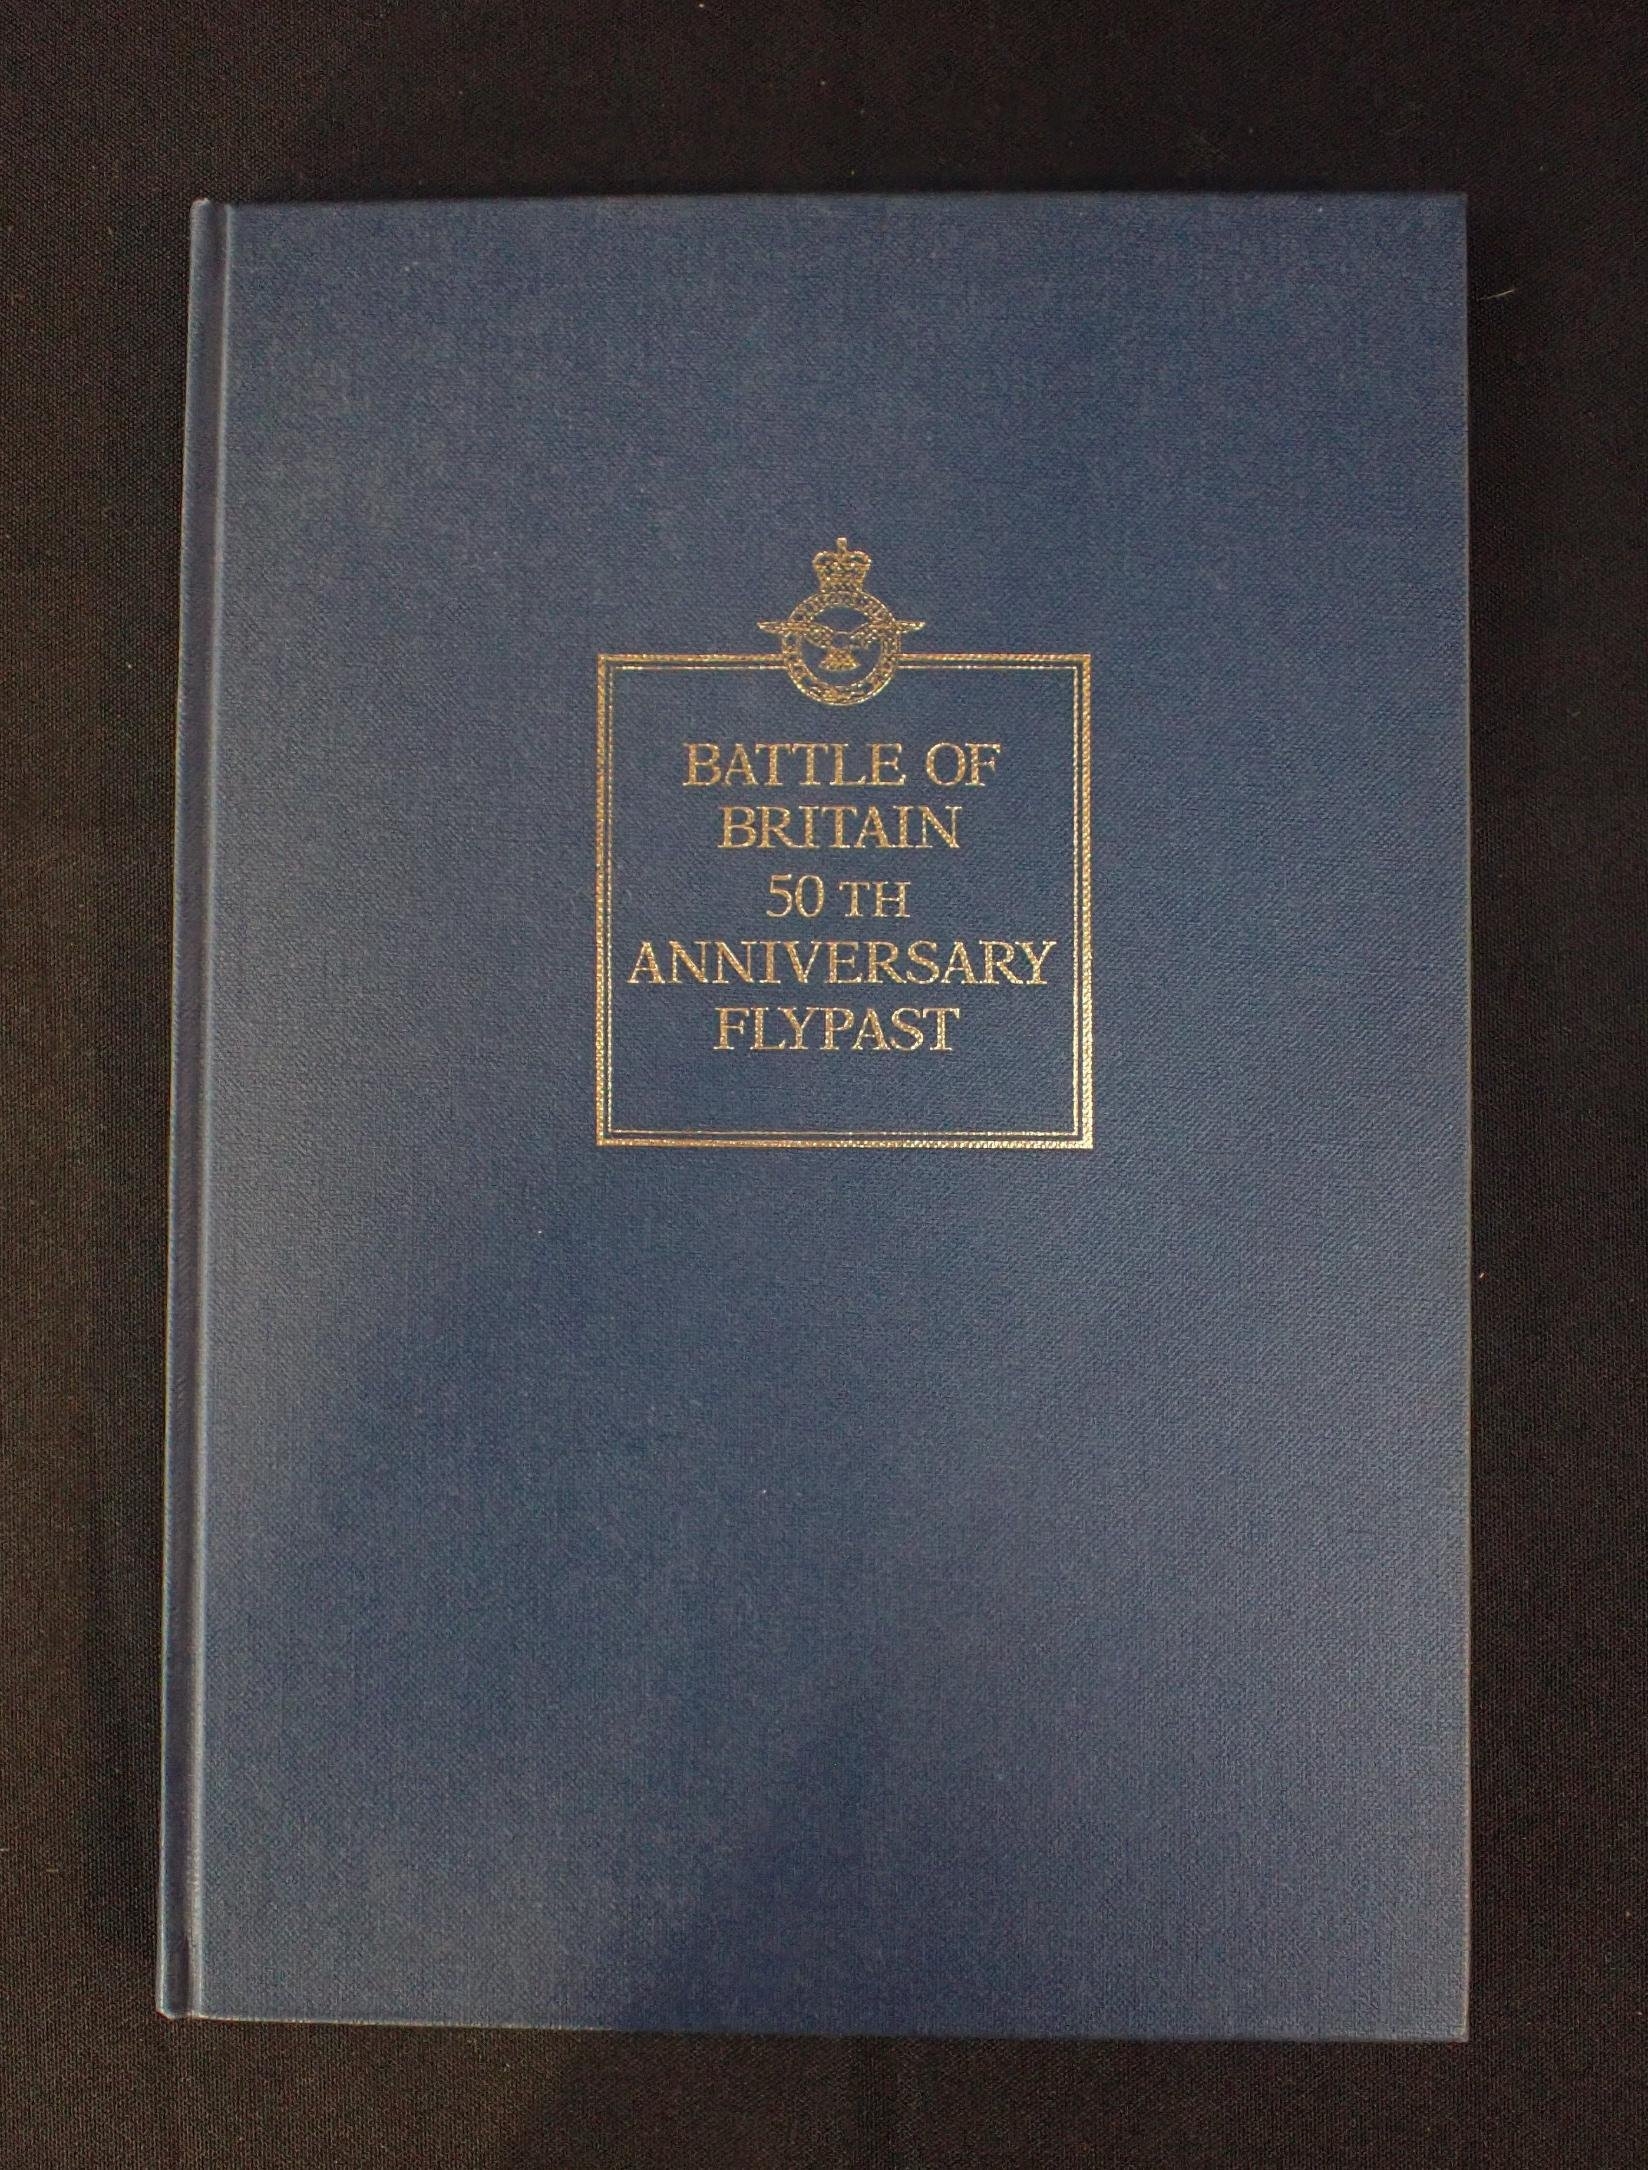 BATTLE OF
BRITAIN
50 TH
ANNIVERSARY
FLYPAST